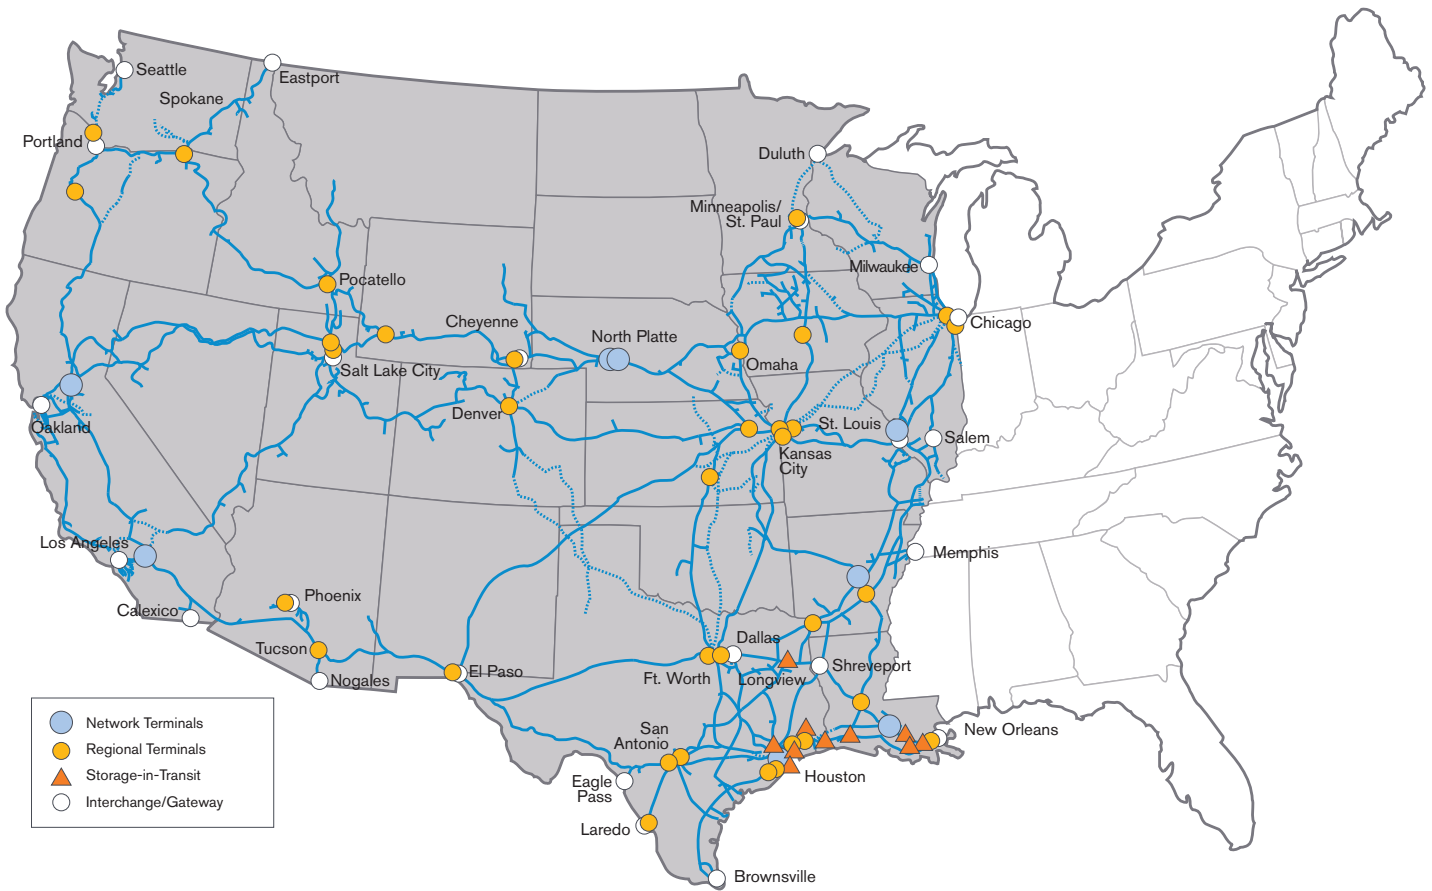 Seattle
Eastport
Spokane
Portland
Duluth
Minneapolis/
St. Paul
Milwaukee
Pocatello
Cheyenne
Chicago
North Platte
Salt Lake City
Omaha
Denver
Oakland
St. Louis
Salem
Kansas
City
Los Angeles
Memphis
Phoenix
Calexico
Tucson
Dallas
Nogales
El Paso
Ft. Worth
Longview
Shreveport
San
Antonio
New Orleans
Houston
Eagle
Pass
Laredo
Brownsville
Network Terminals
Regional Terminals
Storage-in-Transit
Interchange/Gateway